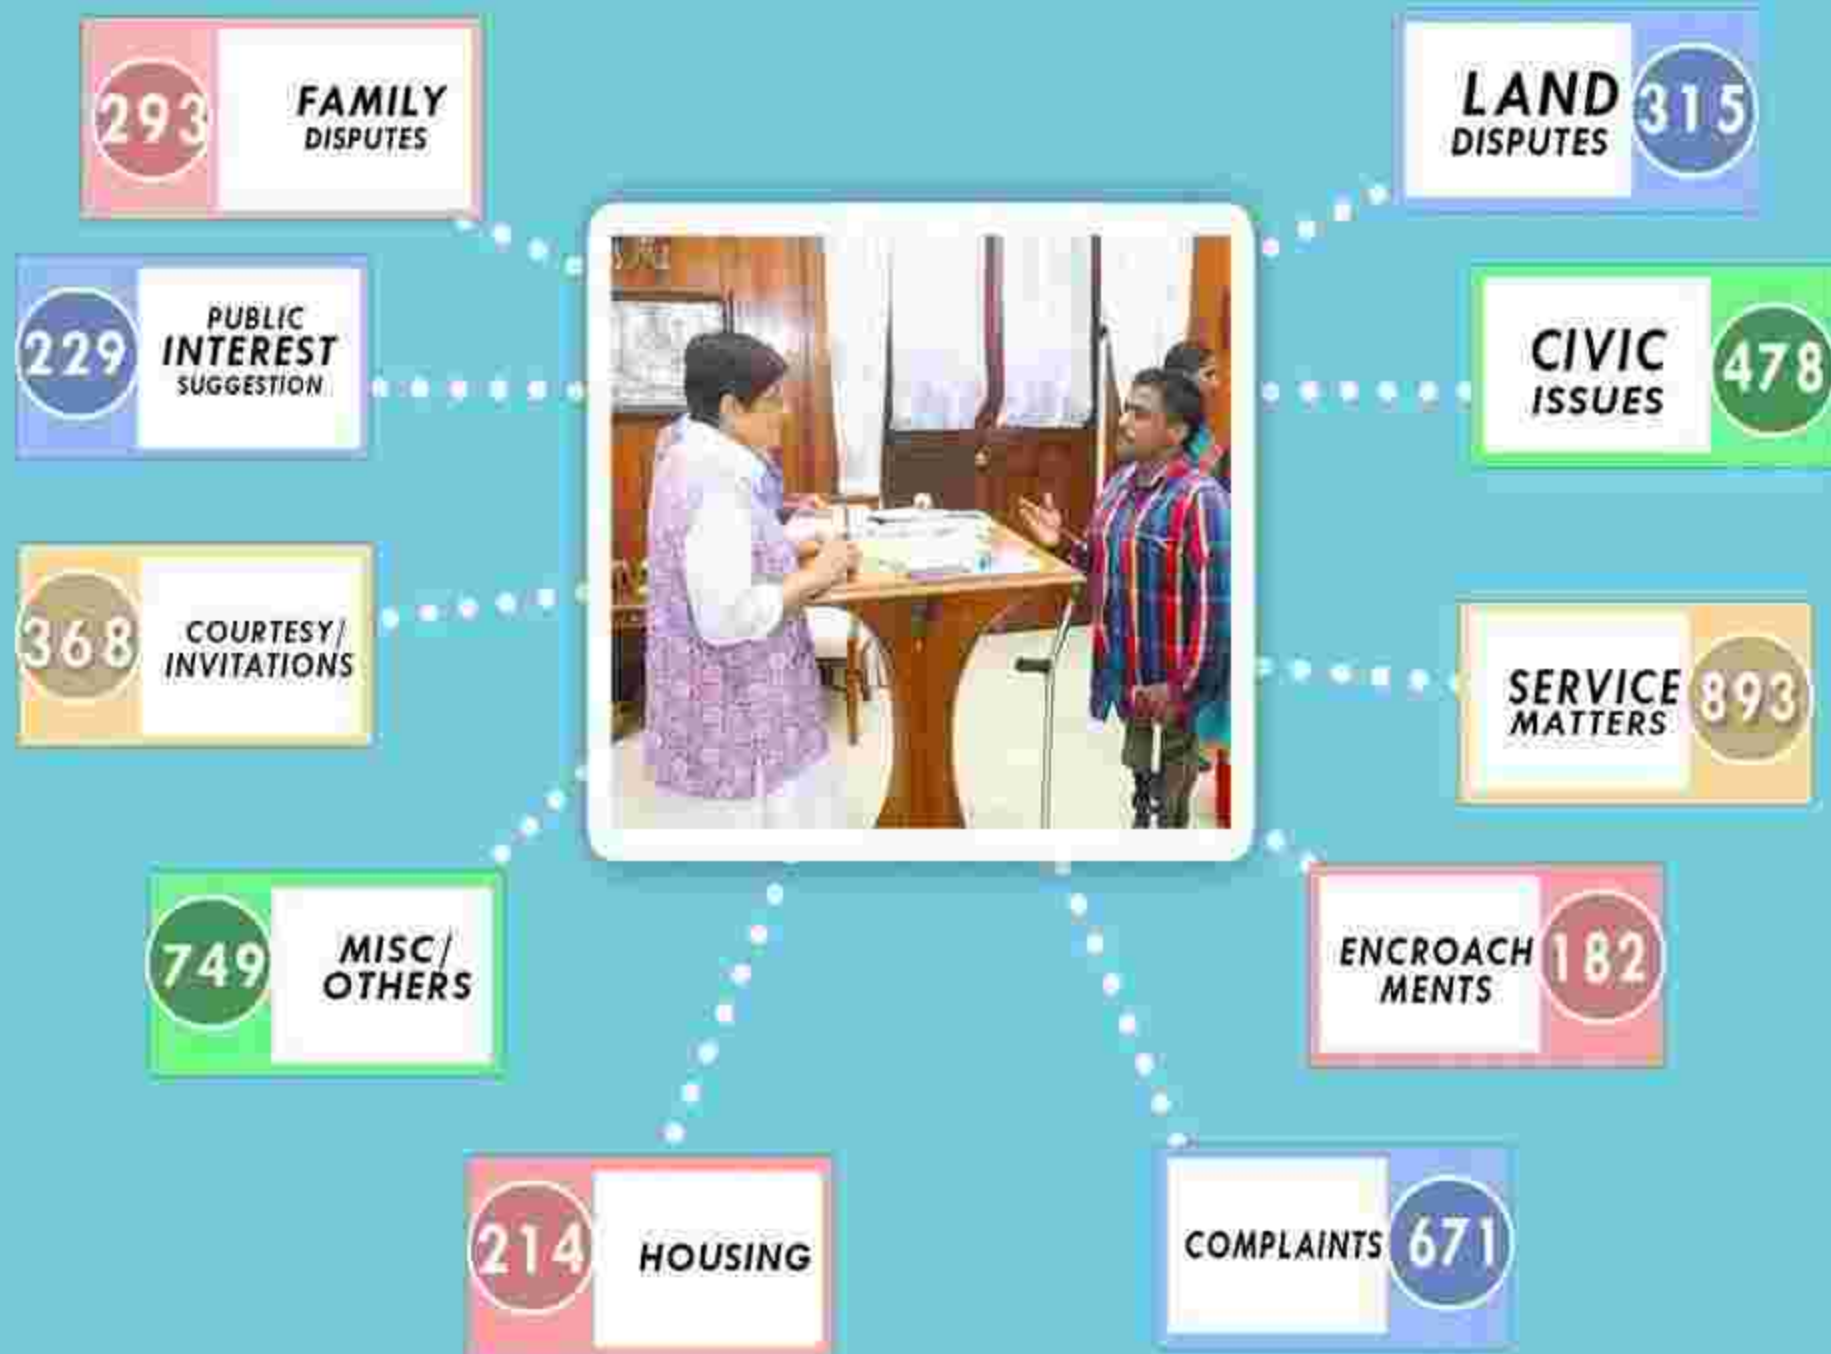 293
FAMILY
DISPUTES
LAND
DISPUTES
315
229
PUBLIC
INTEREST
SUGGESTION
CIVIC
ISSUES
478
368
COURTESY/
INVITATIONS
SERVICE
MATTERS
893
749
MISC/
OTHERS
ENCROACH
MENTS
182
214
HOUSING
COMPLAINTS
671